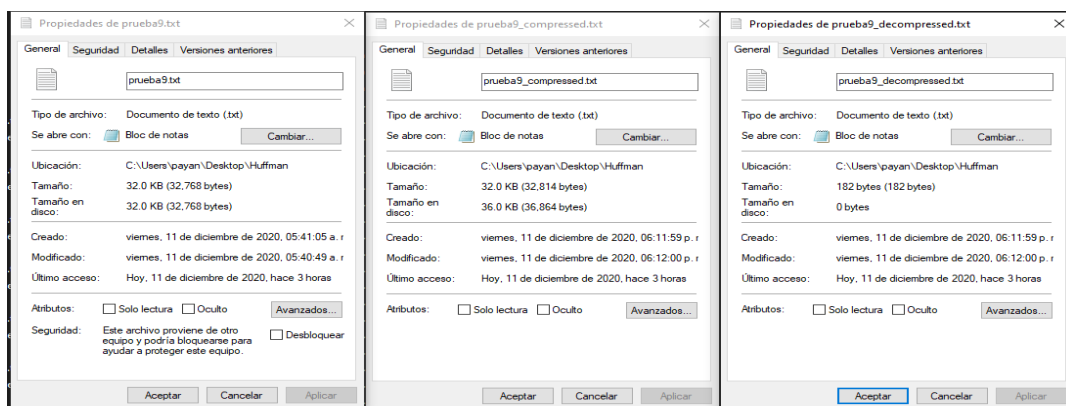 Propiedades de prueba9.txt
General Seguridad Detalles Versiones anteriores
prueba9.txt
Tipo de archivo: Documento de texto (.txt)
Se abre con: Bloc de notas Cambiar...
Ubicación: C:\Users\payan\Desktop\Huffman
Tamaño: 32.0 KB (32,768 bytes)
Tamaño en disco: 32.0 KB (32,768 bytes)
Creado: viernes, 11 de diciembre de 2020, 05:41:05 a. r
Modificado: viernes, 11 de diciembre de 2020, 05:40:49 a. r
Último acceso: Hoy, 11 de diciembre de 2020, hace 3 horas
Atributos: Solo lectura Oculto Avanzados...
Seguridad: Este archivo proviene de otro
equipo y podría bloquearse para
ayudar a proteger este equipo.
Desbloquear
Aceptar Cancelar Aplicar
Propiedades de prueba9_compressed.txt
General Seguridad Detalles Versiones anteriores
prueba9_compressed.txt
Tipo de archivo: Documento de texto (.txt)
Se abre con: Bloc de notas Cambiar...
Ubicación: C:\Users\payan\Desktop\Huffman
Tamaño: 32.0 KB (32,814 bytes)
Tamaño en disco: 36.0 KB (36,864 bytes)
Creado: viernes, 11 de diciembre de 2020, 06:11:59 p. r
Modificado: viernes, 11 de diciembre de 2020, 06:12:00 p. r
Último acceso: Hoy, 11 de diciembre de 2020, hace 3 horas
Atributos: Solo lectura Oculto Avanzados...
Aceptar Cancelar Aplicar
Propiedades de prueba9_decompressed.txt
General Seguridad Detalles Versiones anteriores
prueba9_decompressed.txt
Tipo de archivo: Documento de texto (.txt)
Se abre con: Bloc de notas Cambiar...
Ubicación: C:\Users\payan\Desktop\Huffman
Tamaño: 182 bytes (182 bytes)
Tamaño en disco: 0 bytes
Creado: viernes, 11 de diciembre de 2020, 06:11:59 p. r
Modificado: viernes, 11 de diciembre de 2020, 06:12:00 p. r
Último acceso: Hoy, 11 de diciembre de 2020, hace 3 horas
Atributos: Solo lectura Oculto Avanzados...
Aceptar Cancelar Aplicar